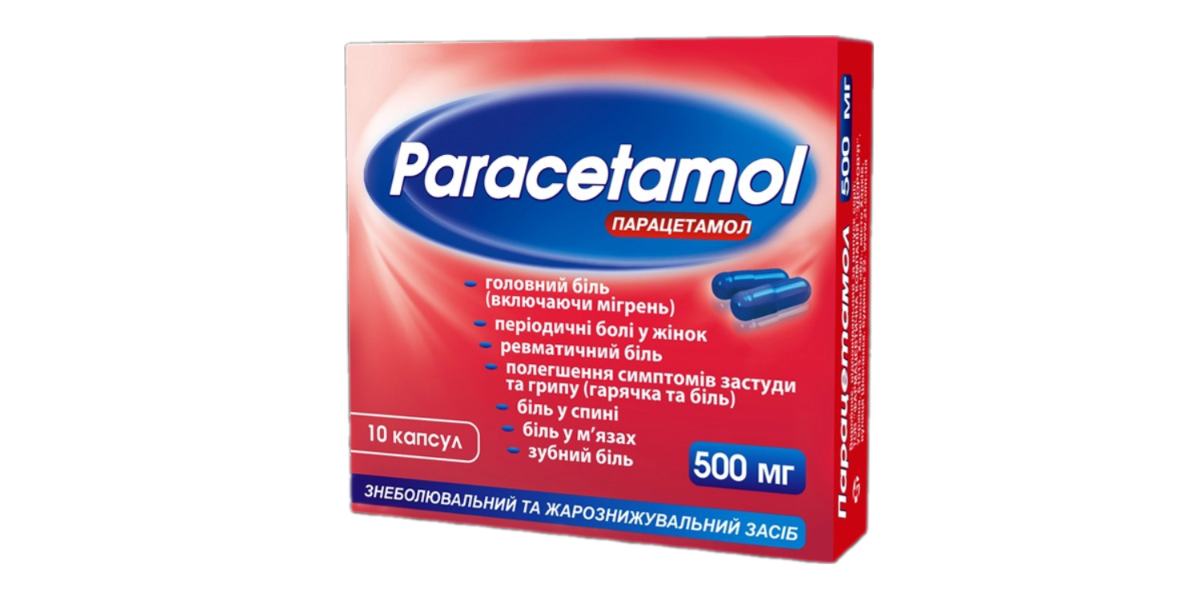 Paracetamol
ПАРАЦЕТАМОЛ
головний біль
(включаючи мігрень)
періодичні болі у жінок
ревматичний біль
полегшення симптомів застуди
та грипу (гарячка та біль)
біль у спині
біль у м'язах
зубний біль
10 капсул
500 мг
ЗНЕБОЛЮВАЛЬНИЙ ТА ЖАРОЗНИЖУВАЛЬНИЙ ЗАСІБ
Парацетамол 500 мг